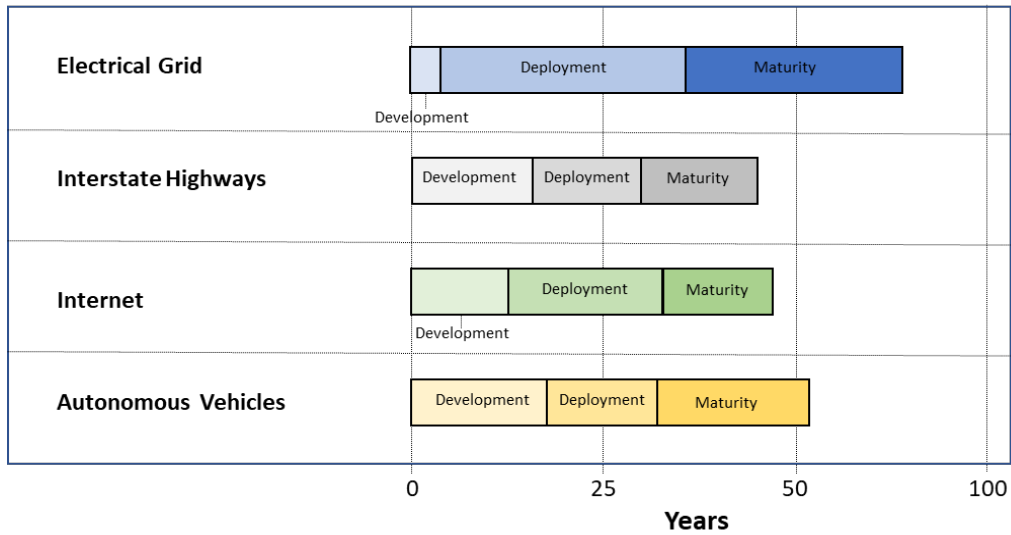 Electrical Grid
Deployment
Maturity
Development
Interstate Highways
Development
Deployment
Maturity
Internet
Deployment
Maturity
Development
Autonomous Vehicles
Development
Deployment
Maturity
0
25
50
100
Years